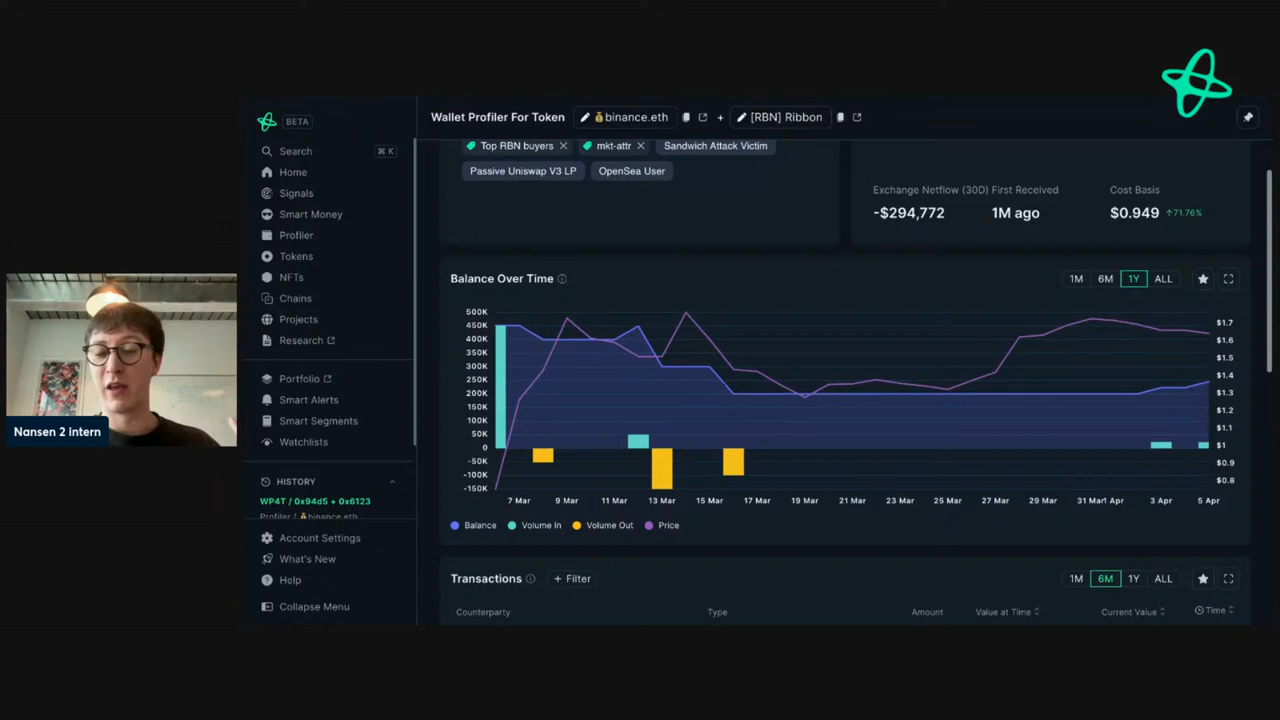 BETA
Search
⌘ K
Home
Signals
Smart Money
Profiler
Tokens
NFTs
Chains
Projects
Research
Portfolio
Smart Alerts
Smart Segments
Watchlists
HISTORY
WP4T / 0x94d5 + 0x6123
Profiler / 💰binance.eth
Account Settings
What's New
Help
Collapse Menu
Wallet Profiler For Token 💰binance.eth + [RBN] Ribbon
Top RBN buyers mkt-attr Sandwich Attack Victim
Passive Uniswap V3 LP OpenSea User
Exchange Netflow (30D) First Received Cost Basis
-$294,772 1M ago $0.949 ↑71.76%
Balance Over Time 1M 6M 1Y ALL
500K
450K
400K
350K
300K
250K
200K
150K
100K
50K
0
-50K
-100K
-150K
$1.7
$1.6
$1.5
$1.4
$1.3
$1.2
$1.1
$1
$0.9
$0.8
7 Mar 9 Mar 11 Mar 13 Mar 15 Mar 17 Mar 19 Mar 21 Mar 23 Mar 25 Mar 27 Mar 29 Mar 31 Mar 1 Apr 3 Apr 5 Apr
Balance Volume In Volume Out Price
Transactions + Filter 1M 6M 1Y ALL
Counterparty Type Amount Value at Time Current Value Time
Nansen 2 intern